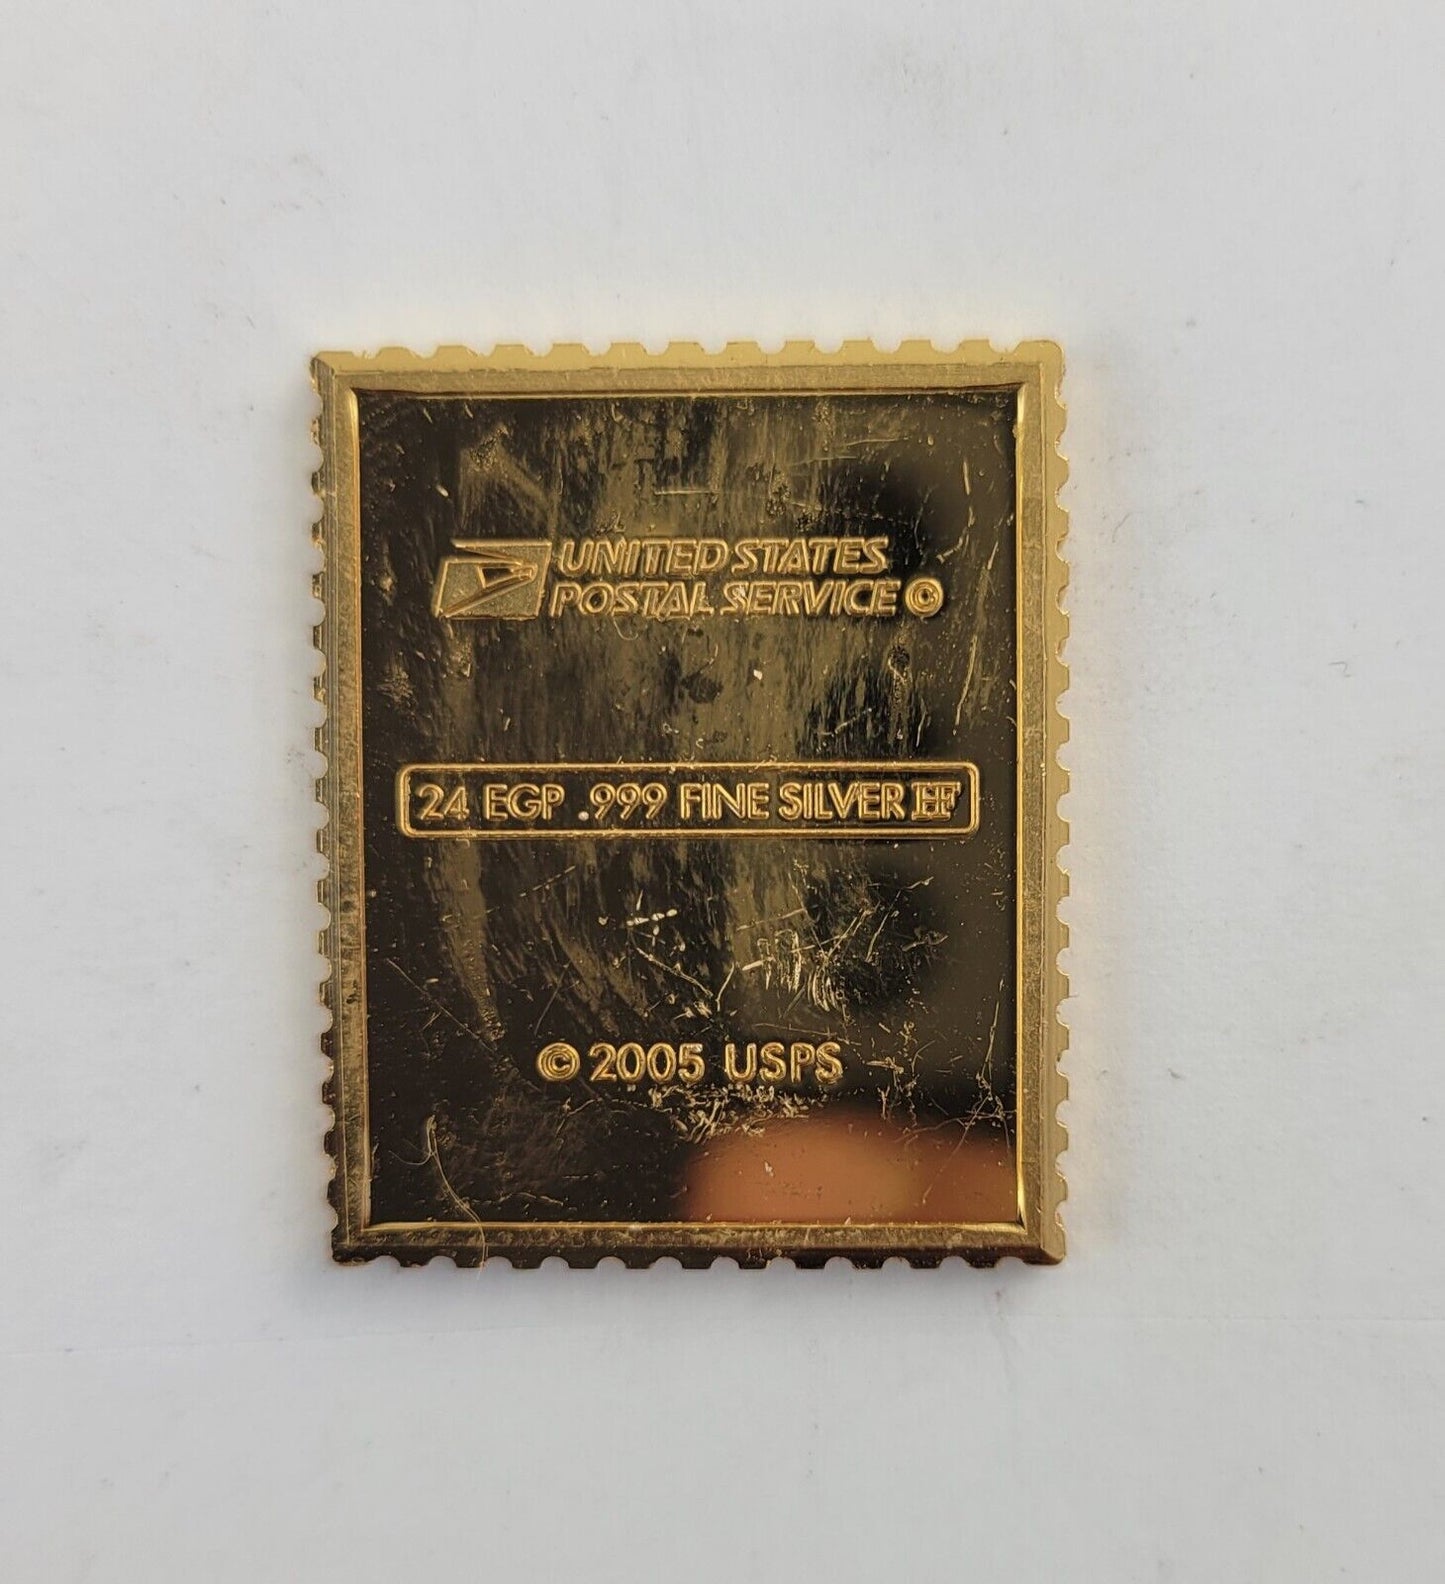 UNITED STATES
POSTAL SERVICE ©
24 EGP .999 FINE SILVER HF
© 2005 USPS